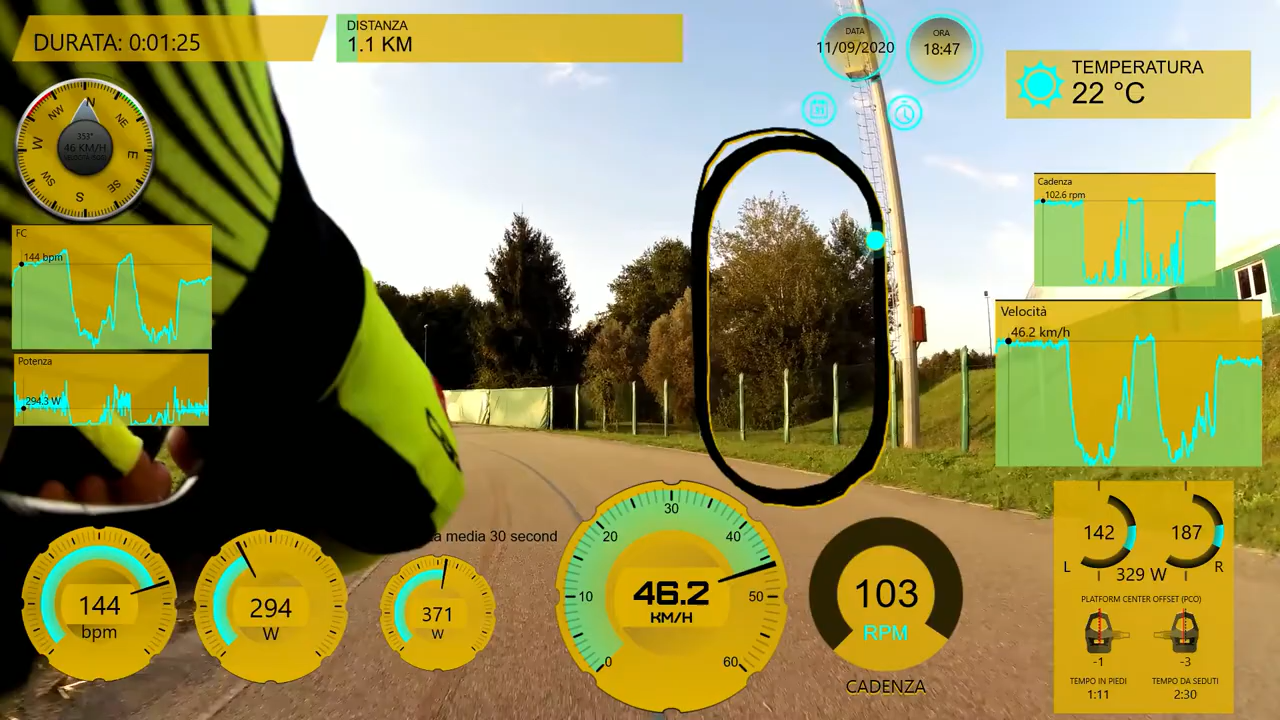 DURATA: 0:01:25
DISTANZA
1.1 KM
DATA
11/09/2020
ORA
18:47
31
TEMPERATURA
22 °C
N
NE
E
SE
S
SW
W
NW
353°
46 KM/H
FC
144 bpm
Potenza
294.3 W
Cadenza
102.6 rpm
Velocità
46.2 km/h
144
bpm
294
W
a media 30 second
371
W
0
10
20
30
40
50
60
46.2
KM/H
103
RPM
CADENZA
142
187
L
329 W
R
PLATFORM CENTER OFFSET (PCO)
-1
-3
TEMPO IN PIEDI
1:11
TEMPO DA SEDUTI
2:30